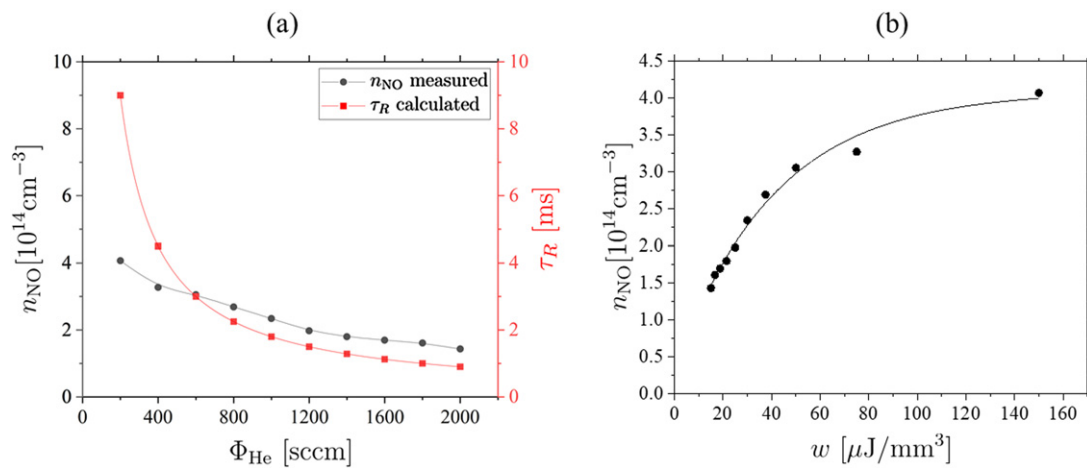 (a)
n_NO measured
τ_R calculated
n_NO [10^14 cm^−3]
10
8
6
4
2
0
10
8
6
4
2
0
τ_R [ms]
0 400 800 1200 1600 2000
Φ_He [sccm]
(b)
n_NO [10^14 cm^−3]
4.5
4.0
3.5
3.0
2.5
2.0
1.5
1.0
0.5
0.0
0 20 40 60 80 100 120 140 160
w [μJ/mm^3]